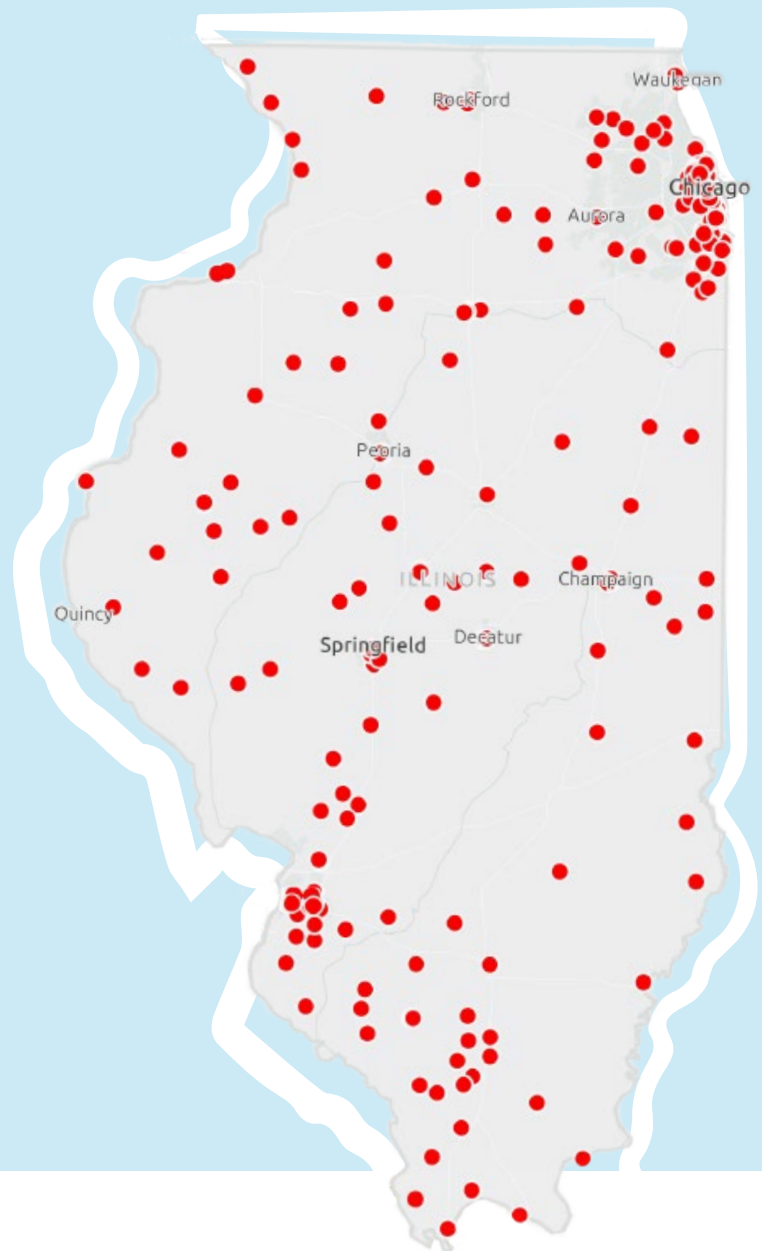 Waukegan
Rockford
Chicago
Aurora
Peoria
ILLINOIS
Champaign
Quincy
Springfield
Decatur